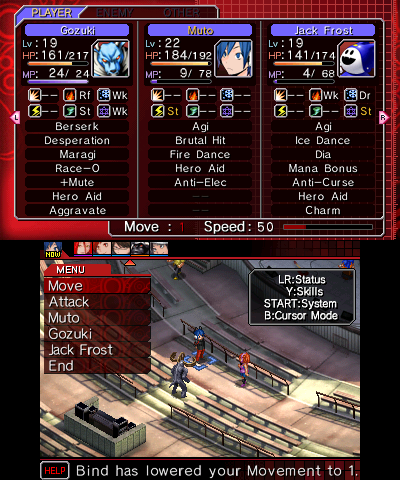 PLAYER ENEMY OTHER
Gozuki Muto Jack Frost
Lv:19 Lv:22 Lv:19
HP:161/217 HP:184/192 HP:141/174
MP: 24/ 24 MP: 9/ 78 MP: 4/ 68
-- Rf Wk -- -- -- -- Wk Dr
St Wk St -- -- -- -- St
Berserk Agi Agi
Desperation Brutal Hit Ice Dance
Maragi Fire Dance Dia
Race-O Hero Aid Mana Bonus
+Muto Anti-Elec Anti-Curse
Hero Aid -- Hero Aid
Aggravate -- Charm
L R
Move : 1 Speed: 50
NOW
MENU
Move
Attack
Muto
Gozuki
Jack Frost
End
LR:Status
Y:Skills
START:System
B:Cursor Mode
HELP Bind has lowered your Movement to 1.